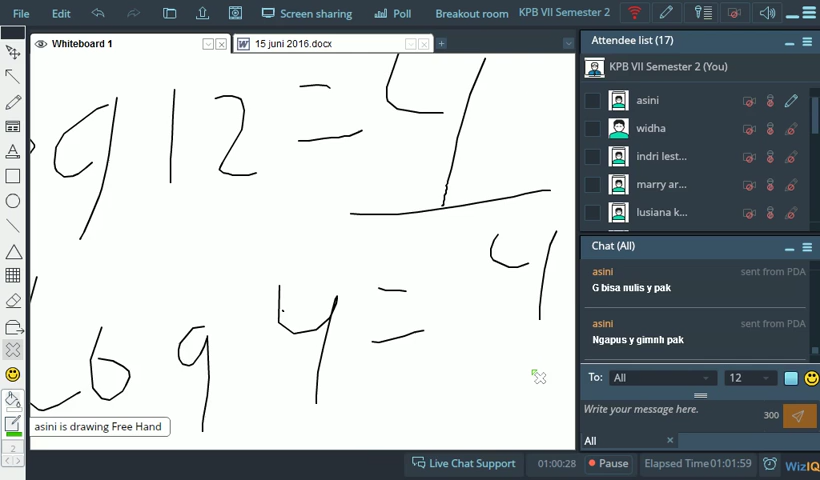 File Edit Screen sharing Poll Breakout room KPB VII Semester 2
Whiteboard 1 15 juni 2016.docx
912 = 4
694 = 4
asini is drawing Free Hand
2
Attendee list (17)
KPB VII Semester 2 (You)
asini
widha
indri lest...
marry ar...
lusiana k...
Chat (All)
asini sent from PDA
G bisa nulis y pak
asini sent from PDA
Ngapus y gimnh pak
To: All 12
Write your message here. 300
All
Live Chat Support 01:00:28 Pause Elapsed Time 01:01:59 WizIQ